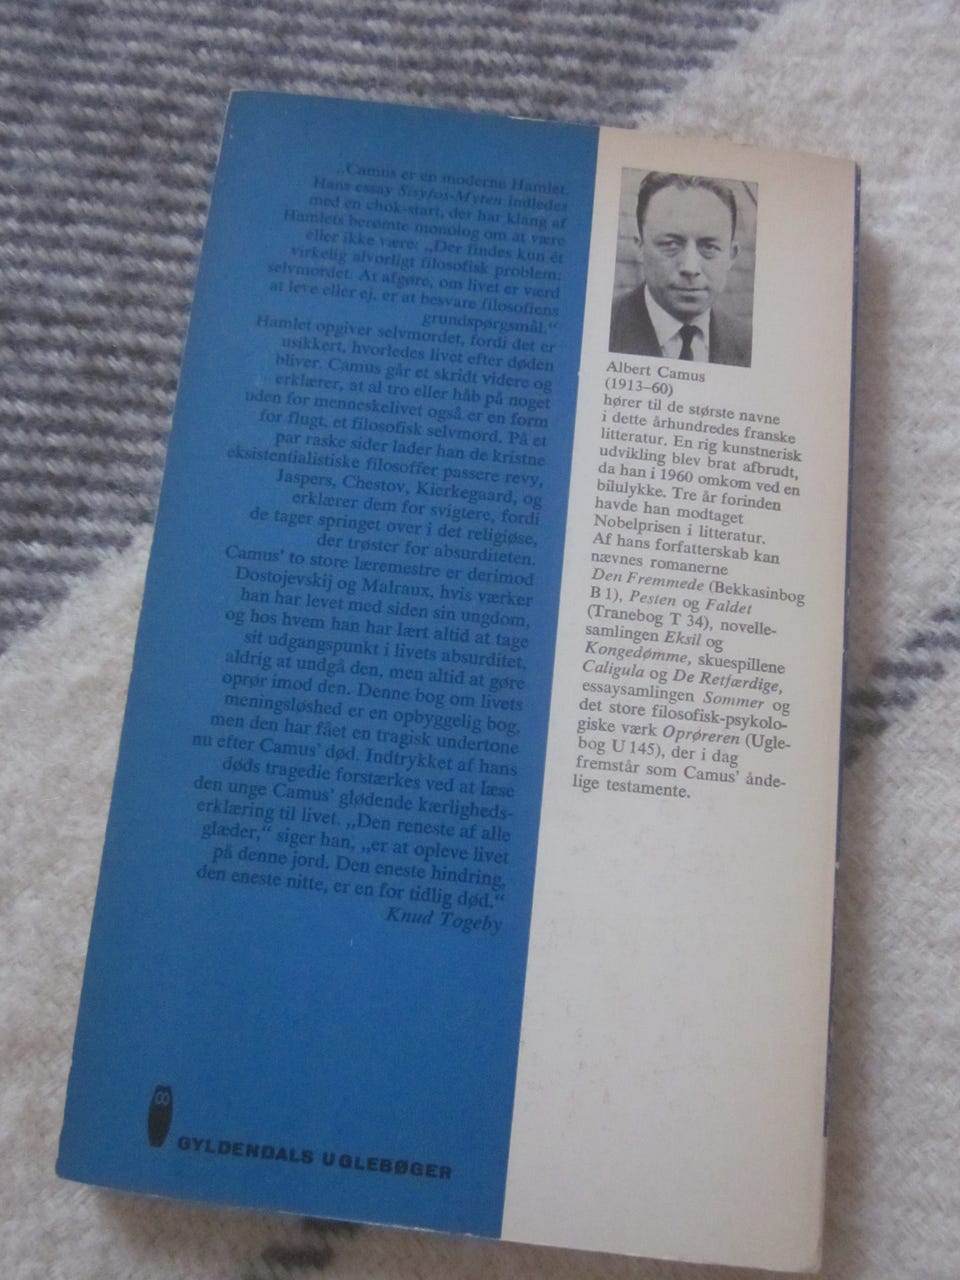 „Camus er en moderne Hamlet.
Hans essay Sisyfos-Myten indledes
med en chok-start, der har klang af
Hamlets berømte monolog om at være
eller ikke være: „Der findes kun ét
virkelig alvorligt filosofisk problem:
selvmordet. At afgøre, om livet er værd
at leve eller ej, er at besvare filosofiens
grundspørgsmål.“
Hamlet opgiver selvmordet, fordi det er
usikkert, hvorledes livet efter døden
bliver. Camus går et skridt videre og
erklærer, at al tro eller håb på noget
uden for menneskelivet også er en form
for flugt, et filosofisk selvmord. På et
par raske sider lader han de kristne
eksistentialistiske filosoffer passere revy,
Jaspers, Chestov, Kierkegaard, og
erklærer dem for svigtere, fordi
de tager springet over i det religiøse,
der trøster for absurditeten.
Camus’ to store læremestre er derimod
Dostojevskij og Malraux, hvis værker
han har levet med siden sin ungdom,
og hos hvem han har lært altid at tage
sit udgangspunkt i livets absurditet,
aldrig at undgå den, men altid at gøre
oprør imod den. Denne bog om livets
meningsløshed er en opbyggelig bog,
men den har fået en tragisk undertone
nu efter Camus’ død. Indtrykket af hans
døds tragedie forstærkes ved at læse
den unge Camus’ glødende kærligheds-
erklæring til livet. „Den reneste af alle
glæder,“ siger han, „er at opleve livet
på denne jord. Den eneste hindring,
den eneste nitte, er en for tidlig død.“
Knud Togeby
GYLDENDALS UGLEBØGER
Albert Camus
(1913–60)
hører til de største navne
i dette århundredes franske
litteratur. En rig kunstnerisk
udvikling blev brat afbrudt,
da han i 1960 omkom ved en
bilulykke. Tre år forinden
havde han modtaget
Nobelprisen i litteratur.
Af hans forfatterskab kan
nævnes romanerne
Den Fremmede (Bekkasinbog
B 1), Pesten og Faldet
(Tranebog T 34), novelle-
samlingen Eksil og
Kongedømme, skuespillene
Caligula og De Retfærdige,
essaysamlingen Sommer og
det store filosofisk-psykolo-
giske værk Oprøreren (Ugle-
bog U 145), der i dag
fremstår som Camus’ ånde-
lige testamente.